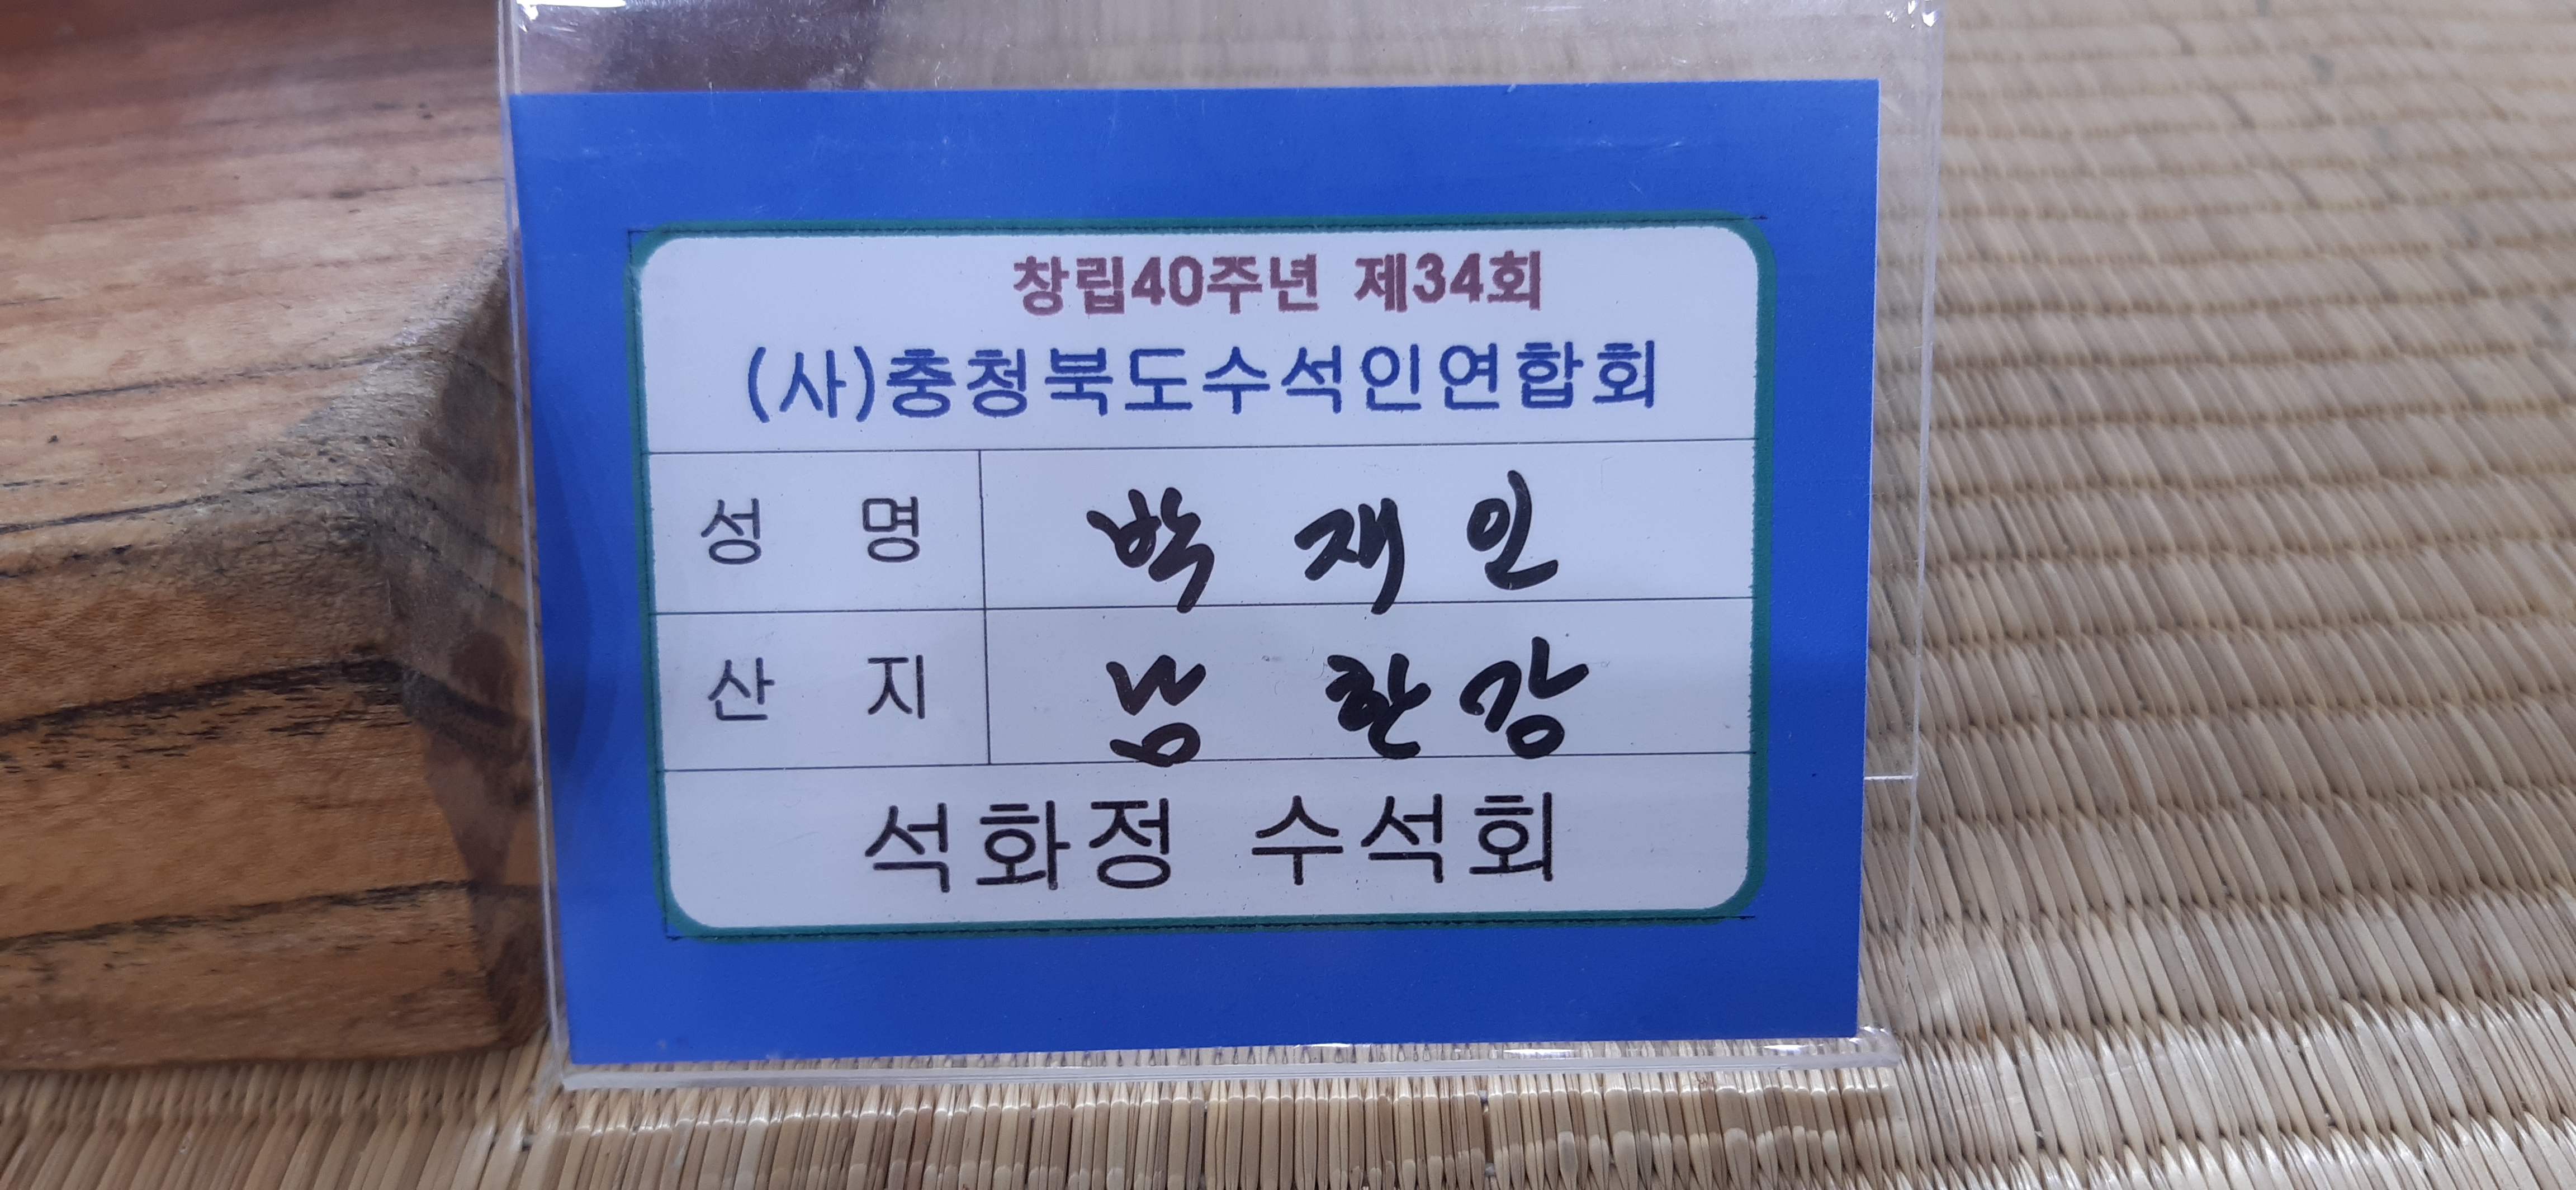 창립40주년 제34회
(사)충청북도수석인연합회
성 명 박 재 인
산 지 남 한 강
석화정 수석회